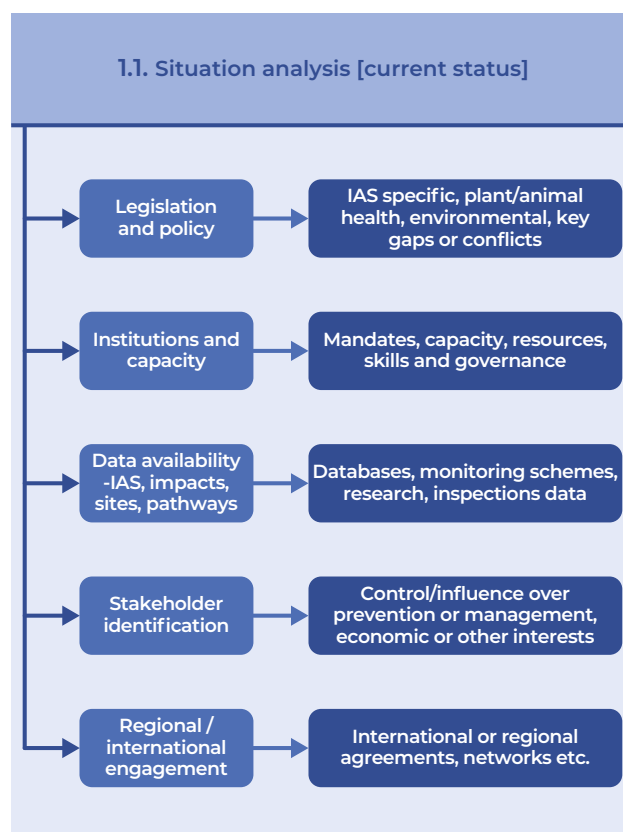 1.1. Situation analysis [current status]
Legislation
and policy
IAS specific, plant/animal
health, environmental, key
gaps or conflicts
Institutions and
capacity
Mandates, capacity, resources,
skills and governance
Data availability
-IAS, impacts,
sites, pathways
Databases, monitoring schemes,
research, inspections data
Stakeholder
identification
Control/influence over
prevention or management,
economic or other interests
Regional /
international
engagement
International or regional
agreements, networks etc.